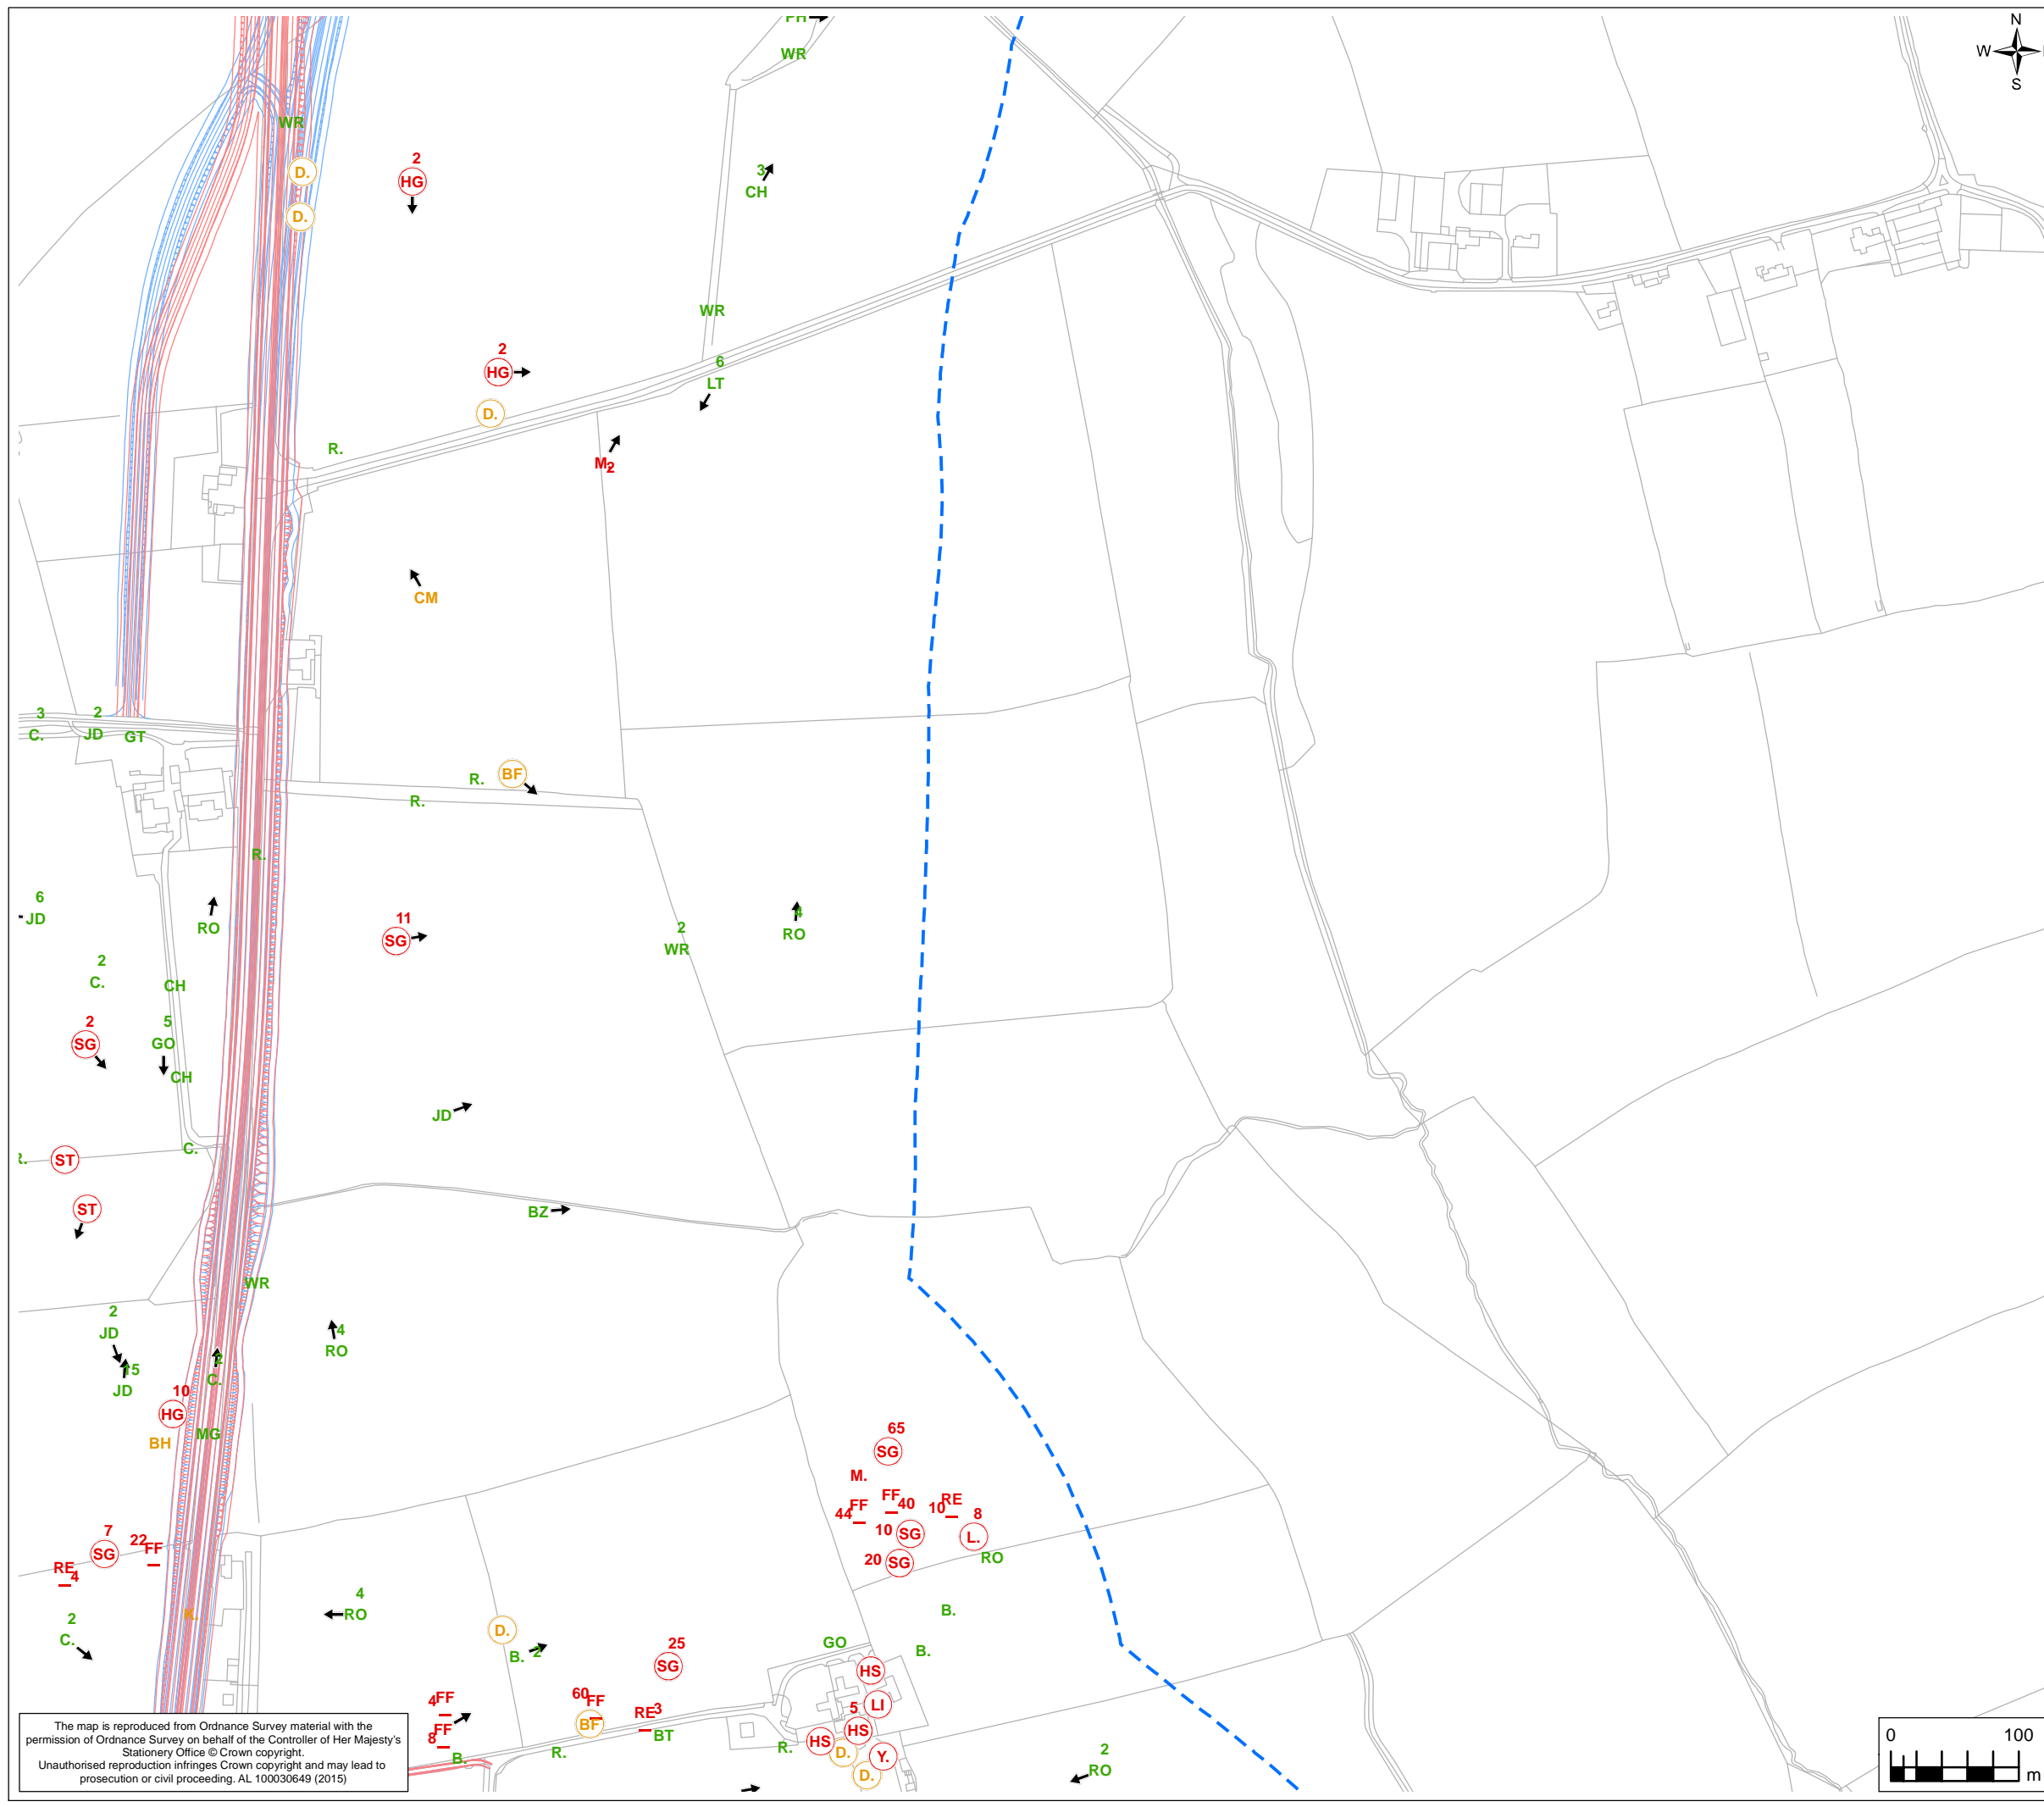 PH
WR
N
W
S
WR
D.
D.
2
HG
3
CH
WR
2
HG
D.
6
LT
R.
M.
2
CM
3
C.
2
JD
GT
R.
BF
R.
R.
6
JD
RO
11
SG
2
WR
4
RO
2
C.
CH
2
SG
5
GO
CH
JD
C.
R.
ST
ST
BZ
WR
2
JD
15
JD
2
C.
4
RO
10
HG
BH
MG
65
SG
M.
44
FF
FF
40
RE
10
8
L.
10
SG
20
SG
RO
7
SG
22
FF
RE
4
K.
2
C.
4
RO
D.
B.
2
25
SG
B.
GO
B.
HS
LI
5
HS
HS
D.
Y.
D.
R.
4
FF
8
FF
B.
60
FF
BF
RE
3
BT
R.
2
RO
The map is reproduced from Ordnance Survey material with the
permission of Ordnance Survey on behalf of the Controller of Her Majesty's
Stationery Office © Crown copyright.
Unauthorised reproduction infringes Crown copyright and may lead to
prosecution or civil proceeding. AL 100030649 (2015)
0 100
m